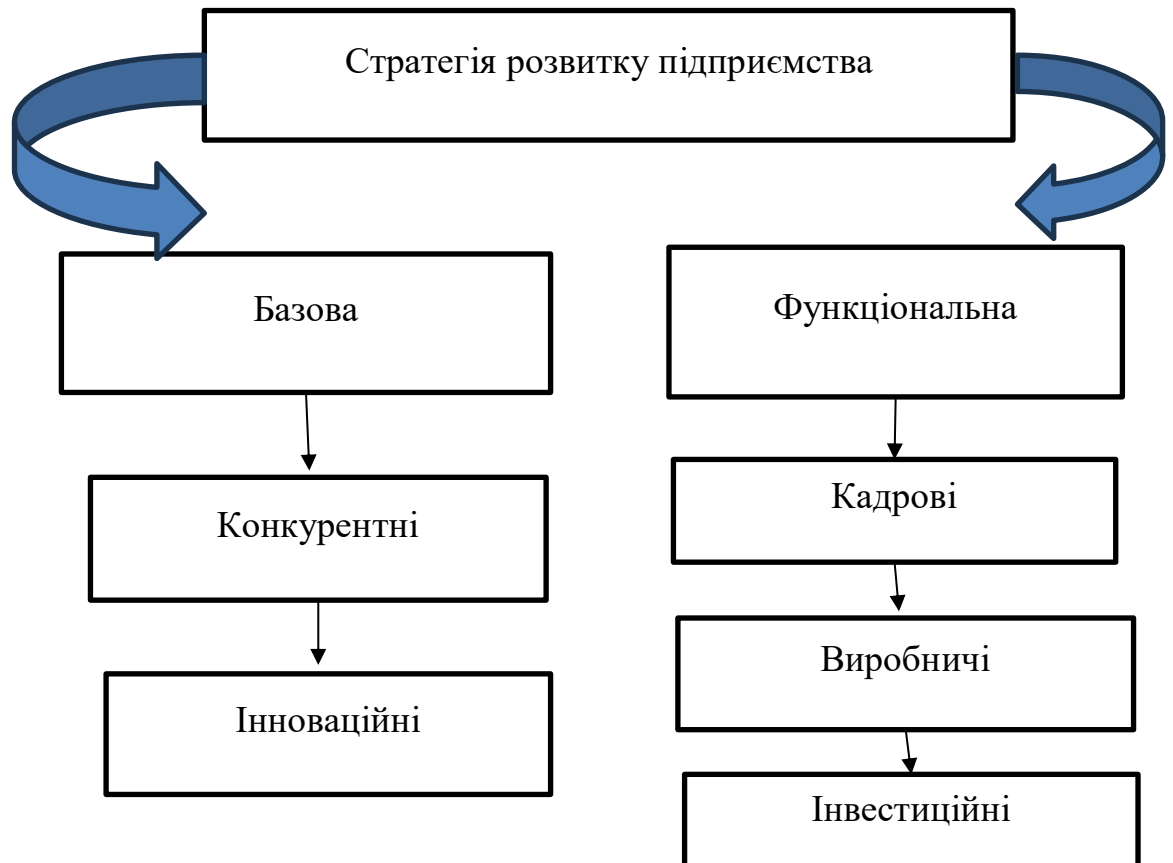 Стратегія розвитку підприємства
Базова
Функціональна
Конкурентні
Кадрові
Інноваційні
Виробничі
Інвестиційні